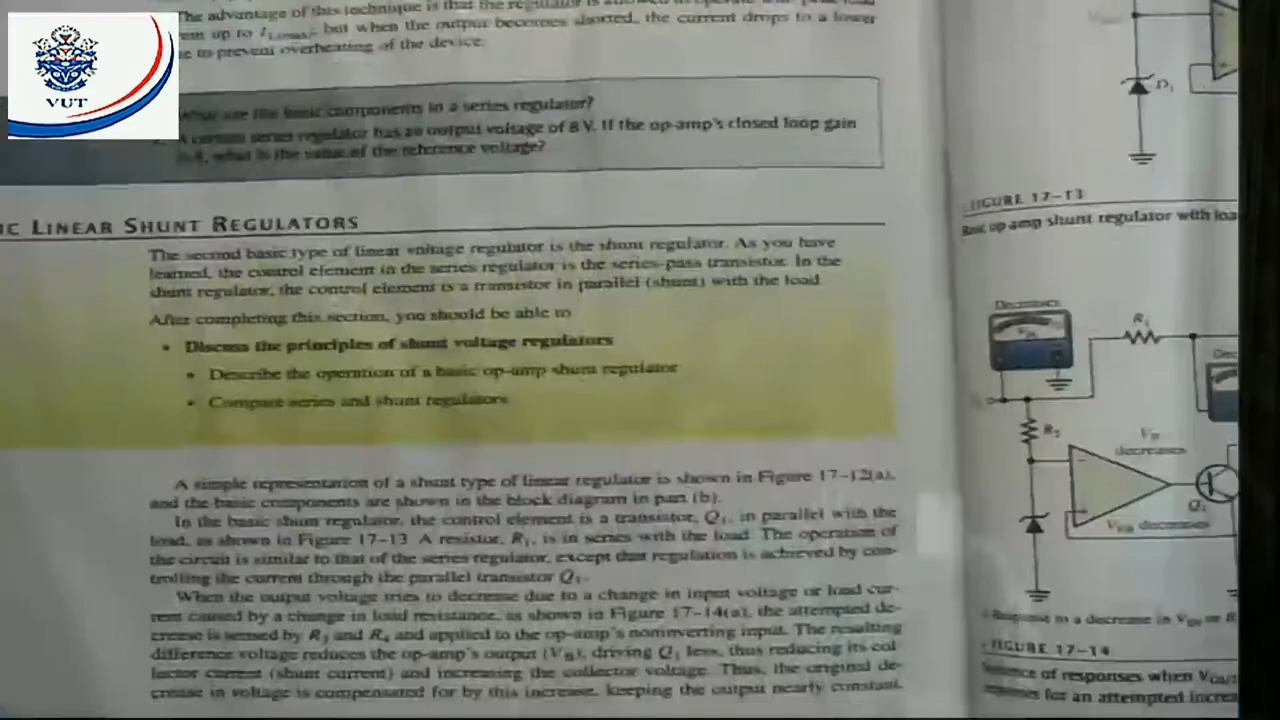 The advantage of this technique is that the regulator is allowed to operate with peak load
up to I L(max), but when the output becomes shorted, the current drops to a lower
to prevent overheating of the device.
VUT
What are the basic components in a series regulator?
A certain series regulator has an output voltage of 8 V. If the op-amp's closed loop gain
is 4, what is the value of the reference voltage?
IC LINEAR SHUNT REGULATORS
The second basic type of linear voltage regulator is the shunt regulator. As you have
learned, the control element in the series regulator is the series-pass transistor. In the
shunt regulator, the control element is a transistor in parallel (shunt) with the load.
After completing this section, you should be able to
• Discuss the principles of shunt voltage regulators
• Describe the operation of a basic op-amp shunt regulator
• Compare series and shunt regulators
A simple representation of a shunt type of linear regulator is shown in Figure 17–12(a),
and the basic components are shown in the block diagram in part (b).
In the basic shunt regulator, the control element is a transistor, Q1, in parallel with the
load, as shown in Figure 17–13. A resistor, R1, is in series with the load. The operation of
the circuit is similar to that of the series regulator, except that regulation is achieved by con-
trolling the current through the parallel transistor Q1.
When the output voltage tries to decrease due to a change in input voltage or load cur-
rent caused by a change in load resistance, as shown in Figure 17–14(a), the attempted de-
crease is sensed by R3 and R4 and applied to the op-amp's noninverting input. The resulting
difference voltage reduces the op-amp's output (VB), driving Q1 less, thus reducing its col-
lector current (shunt current) and increasing the collector voltage. Thus, the original de-
crease in voltage is compensated for by this increase, keeping the output nearly constant.
D1
FIGURE 17–13
Basic op amp shunt regulator with loa
Decreases
VIN
R1
Dec
R2
VB
decreases
Q1
decreases
Response to a decrease in VIN or R
FIGURE 17–14
of responses when VOUT
for an attempted increa